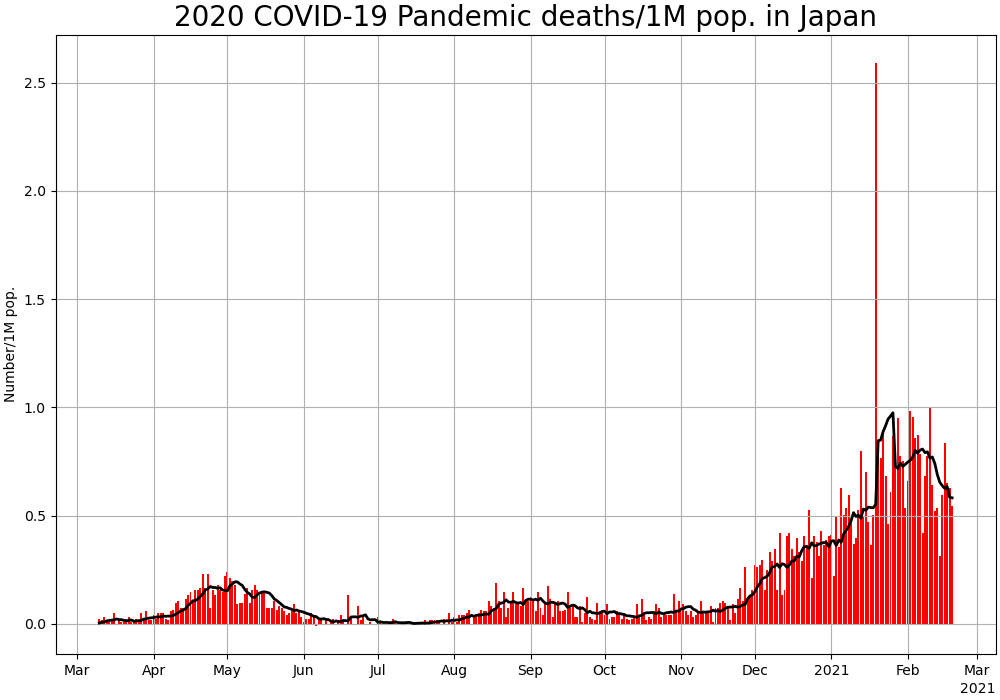 2020 COVID-19 Pandemic deaths/1M pop. in Japan
Number/1M pop.
2.5
2.0
1.5
1.0
0.5
0.0
Mar Apr May Jun Jul Aug Sep Oct Nov Dec 2021 Feb Mar
2021